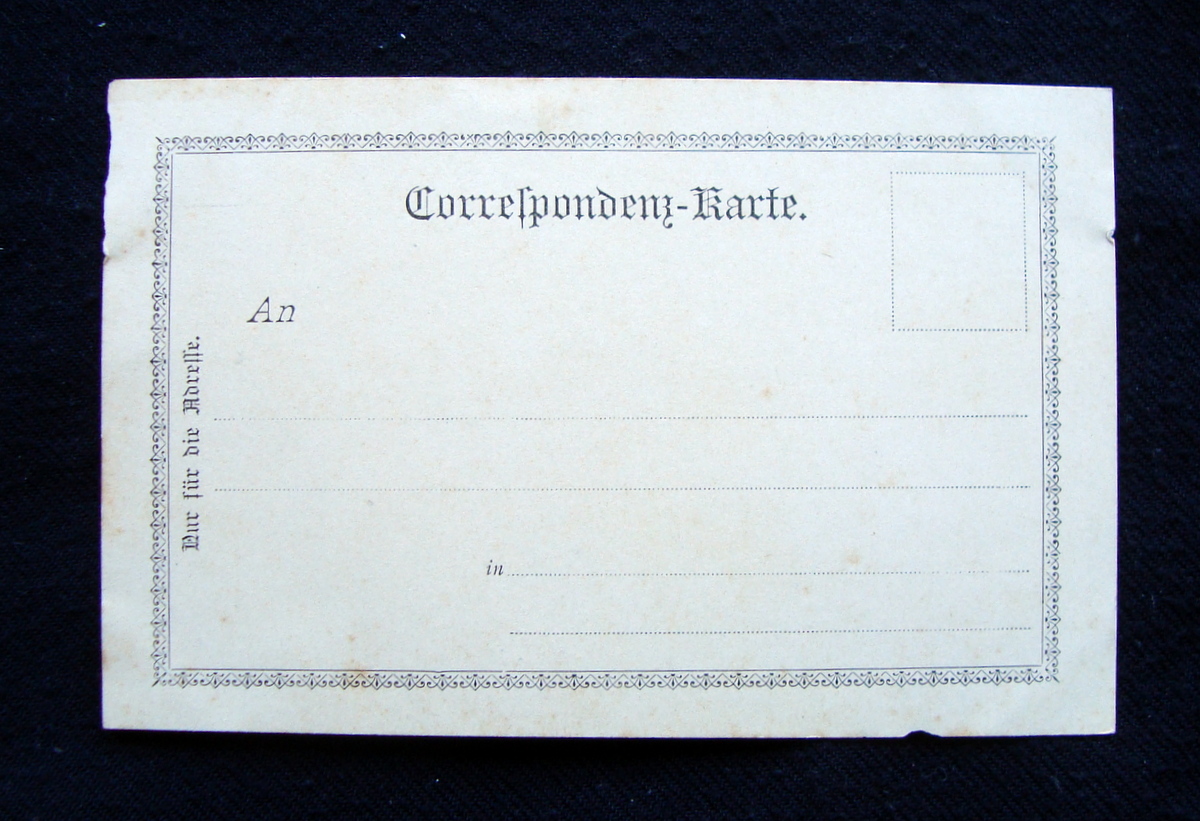 Correſpondenz-Karte.
An
Nur für die Adreſſe.
in